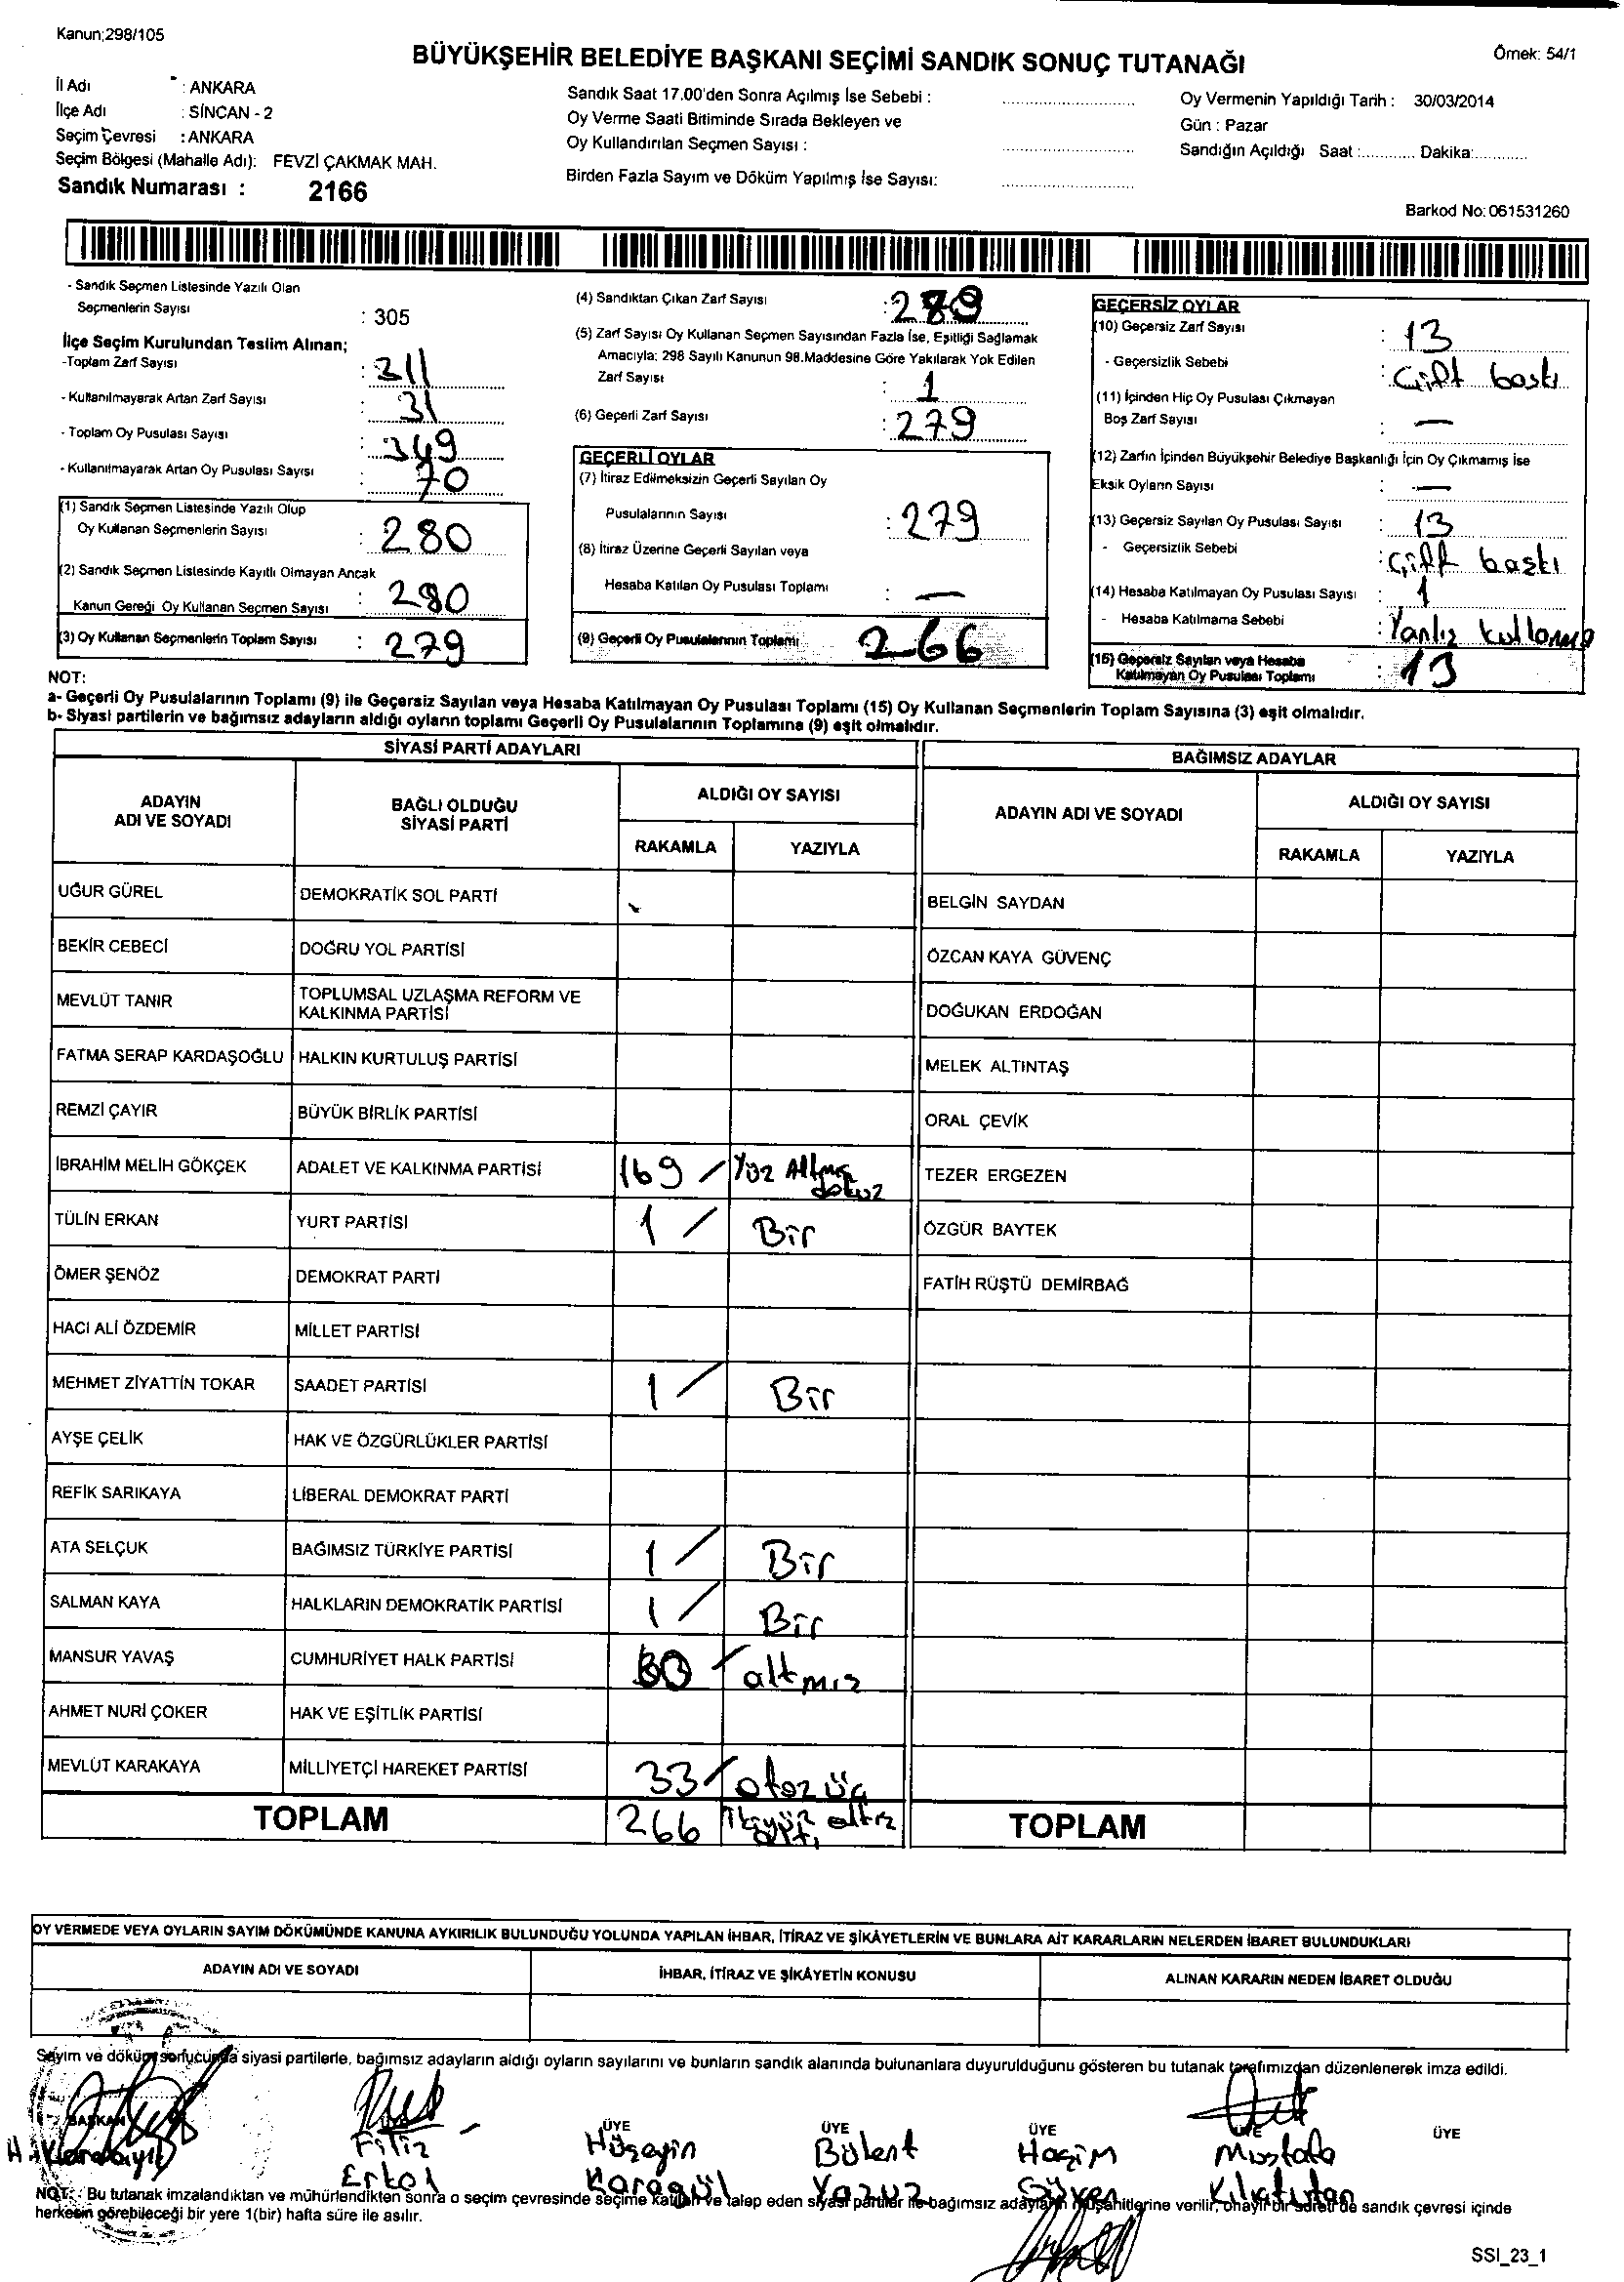 Kanun;298/105
BÜYÜKŞEHİR BELEDİYE BAŞKANI SEÇİMİ SANDIK SONUÇ TUTANAĞI
Örnek: 54/1
İl Adı : ANKARA
İlçe Adı : SİNCAN - 2
Seçim Çevresi : ANKARA
Seçim Bölgesi (Mahalle Adı): FEVZİ ÇAKMAK MAH.
Sandık Numarası : 2166
Sandık Saat 17.00'den Sonra Açılmış İse Sebebi :
Oy Verme Saati Bitiminde Sırada Bekleyen ve
Oy Kullandırılan Seçmen Sayısı :
Birden Fazla Sayım ve Döküm Yapılmış İse Sayısı:
Oy Vermenin Yapıldığı Tarih : 30/03/2014
Gün : Pazar
Sandığın Açıldığı Saat :............ Dakika:............
Barkod No: 061531260
- Sandık Seçmen Listesinde Yazılı Olan
Seçmenlerin Sayısı : 305
İlçe Seçim Kurulundan Teslim Alınan;
-Toplam Zarf Sayısı : 311
- Kullanılmayarak Artan Zarf Sayısı : 31
- Toplam Oy Pusulası Sayısı : 349
- Kullanılmayarak Artan Oy Pusulası Sayısı : 70
(1) Sandık Seçmen Listesinde Yazılı Olup
Oy Kullanan Seçmenlerin Sayısı : 280
(2) Sandık Seçmen Listesinde Kayıtlı Olmayan Ancak
Kanun Gereği Oy Kullanan Seçmen Sayısı : 280
(3) Oy Kullanan Seçmenlerin Toplam Sayısı : 279
(4) Sandıktan Çıkan Zarf Sayısı :
(5) Zarf Sayısı Oy Kullanan Seçmen Sayısından Fazla İse, Eşitliği Sağlamak
Amacıyla; 298 Sayılı Kanunun 98.Maddesine Göre Yakılarak Yok Edilen
Zarf Sayısı : 1
(6) Geçerli Zarf Sayısı : 279
GEÇERLİ OYLAR
(7) İtiraz Edilmeksizin Geçerli Sayılan Oy
Pusulalarının Sayısı : 279
(8) İtiraz Üzerine Geçerli Sayılan veya
Hesaba Katılan Oy Pusulası Toplamı : —
(9) Geçerli Oy Pusulalarının Toplamı 266
GEÇERSİZ OYLAR
(10) Geçersiz Zarf Sayısı : 13
- Geçersizlik Sebebi : Çift baskı
(11) İçinden Hiç Oy Pusulası Çıkmayan
Boş Zarf Sayısı : —
(12) Zarfın İçinden Büyükşehir Belediye Başkanlığı İçin Oy Çıkmamış İse
Eksik Oyların Sayısı : —
(13) Geçersiz Sayılan Oy Pusulası Sayısı : 13
- Geçersizlik Sebebi : Çift baskı
(14) Hesaba Katılmayan Oy Pusulası Sayısı : 1
- Hesaba Katılmama Sebebi : Yanlız kullanma
(15) Geçersiz Sayılan veya Hesaba
Katılmayan Oy Pusulası Toplamı : 13
NOT:
a- Geçerli Oy Pusulalarının Toplamı (9) ile Geçersiz Sayılan veya Hesaba Katılmayan Oy Pusulası Toplamı (15) Oy Kullanan Seçmenlerin Toplam Sayısına (3) eşit olmalıdır.
b- Siyasi partilerin ve bağımsız adayların aldığı oyların toplamı Geçerli Oy Pusulalarının Toplamına (9) eşit olmalıdır.
SİYASİ PARTİ ADAYLARI
ADAYIN ADI VE SOYADI
BAĞLI OLDUĞU SİYASİ PARTİ
ALDIĞI OY SAYISI
RAKAMLA YAZIYLA
UĞUR GÜREL DEMOKRATİK SOL PARTİ
BEKİR CEBECİ DOĞRU YOL PARTİSİ
MEVLÜT TANIR TOPLUMSAL UZLAŞMA REFORM VE KALKINMA PARTİSİ
FATMA SERAP KARDAŞOĞLU HALKIN KURTULUŞ PARTİSİ
REMZİ ÇAYIR BÜYÜK BİRLİK PARTİSİ
İBRAHİM MELİH GÖKÇEK ADALET VE KALKINMA PARTİSİ 169 / Yüz Altmış dokuz
TÜLİN ERKAN YURT PARTİSİ 1 / Bir
ÖMER ŞENÖZ DEMOKRAT PARTİ
HACI ALİ ÖZDEMİR MİLLET PARTİSİ
MEHMET ZİYATTİN TOKAR SAADET PARTİSİ 1 / Bir
AYŞE ÇELİK HAK VE ÖZGÜRLÜKLER PARTİSİ
REFİK SARIKAYA LİBERAL DEMOKRAT PARTİ
ATA SELÇUK BAĞIMSIZ TÜRKİYE PARTİSİ 1 / Bir
SALMAN KAYA HALKLARIN DEMOKRATİK PARTİSİ 1 / Bir
MANSUR YAVAŞ CUMHURİYET HALK PARTİSİ 60 / altmız
AHMET NURİ ÇOKER HAK VE EŞİTLİK PARTİSİ
MEVLÜT KARAKAYA MİLLİYETÇİ HAREKET PARTİSİ 33 / otoz üç
TOPLAM 266
BAĞIMSIZ ADAYLAR
ADAYIN ADI VE SOYADI
ALDIĞI OY SAYISI
RAKAMLA YAZIYLA
BELGİN SAYDAN
ÖZCAN KAYA GÜVENÇ
DOĞUKAN ERDOĞAN
MELEK ALTINTAŞ
ORAL ÇEVİK
TEZER ERGEZEN
ÖZGÜR BAYTEK
FATİH RÜŞTÜ DEMİRBAĞ
TOPLAM
OY VERMEDE VEYA OYLARIN SAYIM DÖKÜMÜNDE KANUNA AYKIRILIK BULUNDUĞU YOLUNDA YAPILAN İHBAR, İTİRAZ VE ŞİKÂYETLERİN VE BUNLARA AİT KARARLARIN NELERDEN İBARET BULUNDUKLARI
ADAYIN ADI VE SOYADI İHBAR, İTİRAZ VE ŞİKÂYETİN KONUSU ALINAN KARARIN NEDEN İBARET OLDUĞU
Sayım ve döküm sonucunda siyasi partilerle, bağımsız adayların aldığı oyların sayılarını ve bunların sandık alanında bulunanlara duyurulduğunu gösteren bu tutanak tarafımızdan düzenlenerek imza edildi.
BAŞKAN ÜYE ÜYE ÜYE ÜYE ÜYE
Filiz Hüseyin Bülent Haşim Mustafa
Erkol Karagül Yavuz Güven
NOT: Bu tutanak imzalandıktan ve mühürlendikten sonra o seçim çevresinde seçime katılan ve talep eden siyasi partiler ile bağımsız adayların müşahitlerine verilir, onaylı bir sureti de sandık çevresi içinde
herkesin görebileceği bir yere 1(bir) hafta süre ile asılır.
SSI_23_1